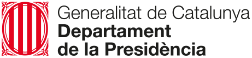 Generalitat de Catalunya
Departament
de la Presidència